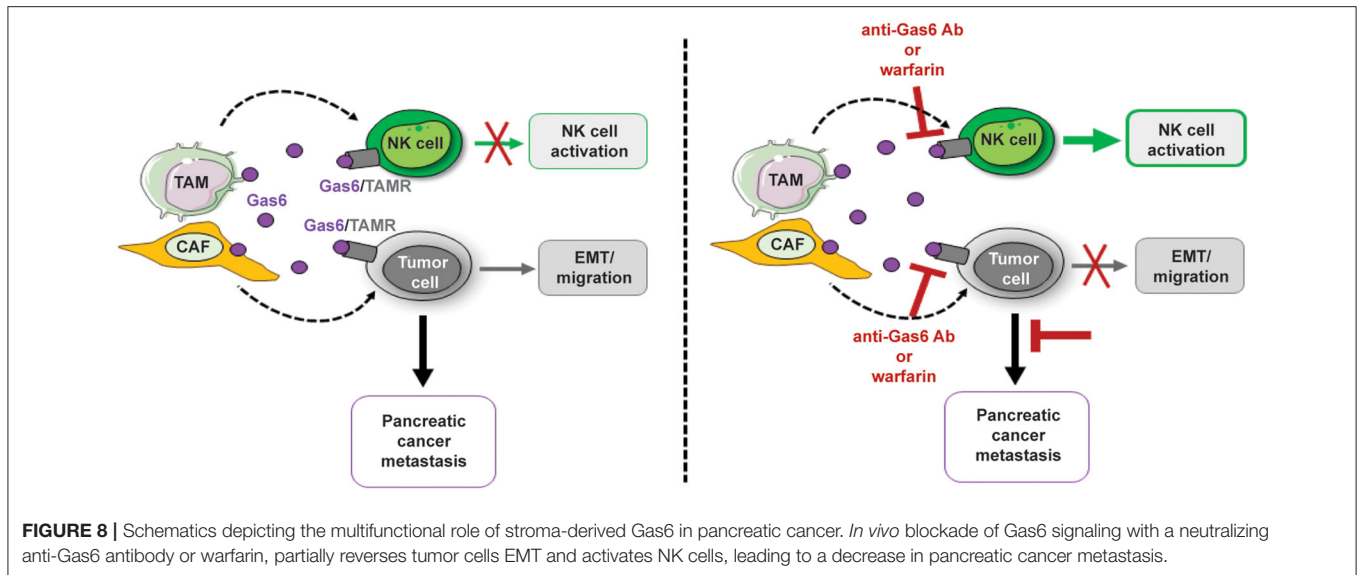 TAM
CAF
Gas6
NK cell
Gas6/TAMR
NK cell
activation
Gas6/TAMR
Tumor
cell
EMT/
migration
Pancreatic
cancer
metastasis
anti-Gas6 Ab
or
warfarin
TAM
CAF
NK cell
NK cell
activation
Tumor
cell
EMT/
migration
anti-Gas6 Ab
or
warfarin
Pancreatic
cancer
metastasis
FIGURE 8 | Schematics depicting the multifunctional role of stroma-derived Gas6 in pancreatic cancer. In vivo blockade of Gas6 signaling with a neutralizing
anti-Gas6 antibody or warfarin, partially reverses tumor cells EMT and activates NK cells, leading to a decrease in pancreatic cancer metastasis.